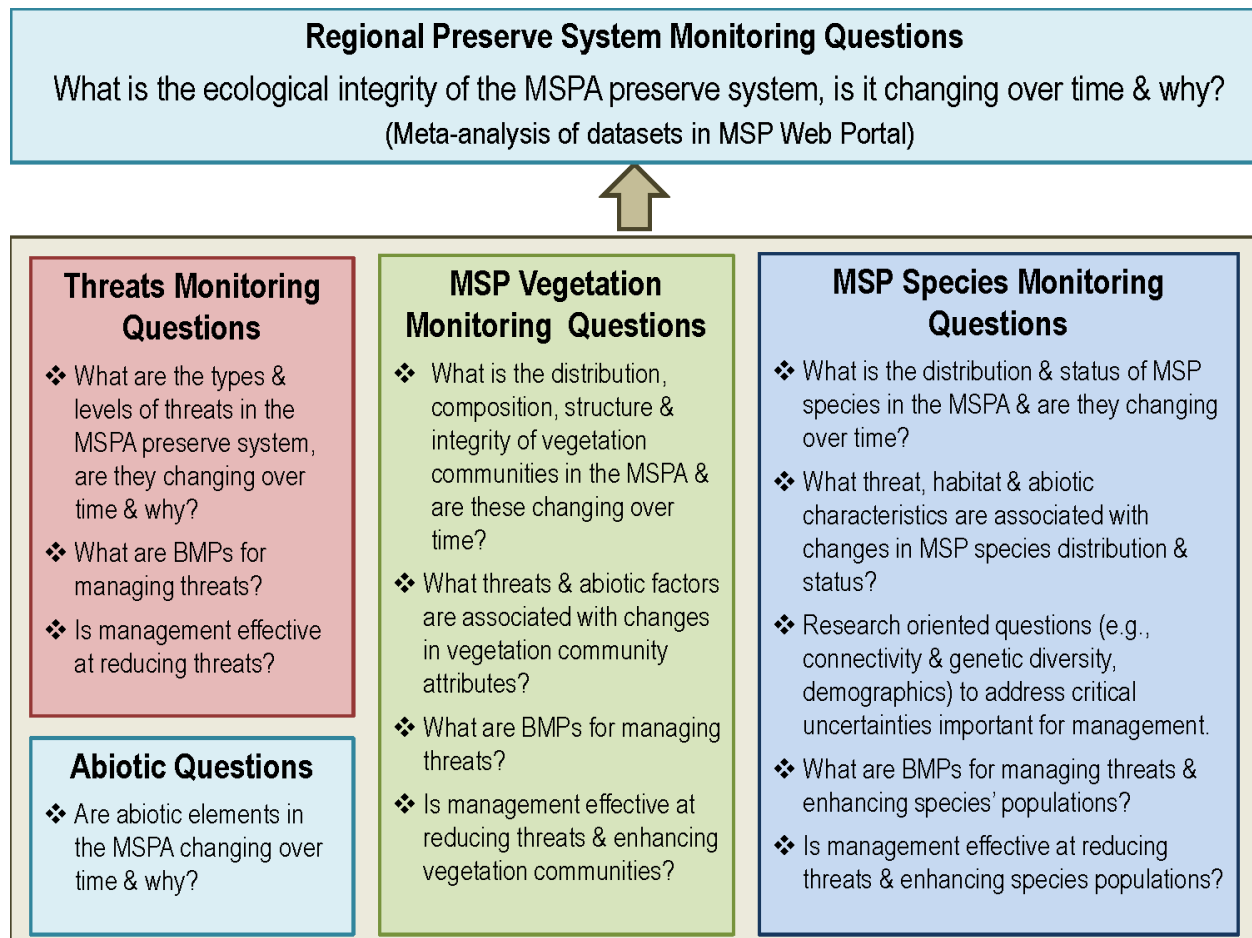 Regional Preserve System Monitoring Questions
What is the ecological integrity of the MSPA preserve system, is it changing over time & why?
(Meta-analysis of datasets in MSP Web Portal)
Threats Monitoring
Questions
❖ What are the types &
levels of threats in the
MSPA preserve system,
are they changing over
time & why?
❖ What are BMPs for
managing threats?
❖ Is management effective
at reducing threats?
Abiotic Questions
❖ Are abiotic elements in
the MSPA changing over
time & why?
MSP Vegetation
Monitoring Questions
❖ What is the distribution,
composition, structure &
integrity of vegetation
communities in the MSPA &
are these changing over
time?
❖ What threats & abiotic factors
are associated with changes
in vegetation community
attributes?
❖ What are BMPs for managing
threats?
❖ Is management effective at
reducing threats & enhancing
vegetation communities?
MSP Species Monitoring
Questions
❖ What is the distribution & status of MSP
species in the MSPA & are they changing
over time?
❖ What threat, habitat & abiotic
characteristics are associated with
changes in MSP species distribution &
status?
❖ Research oriented questions (e.g.,
connectivity & genetic diversity,
demographics) to address critical
uncertainties important for management.
❖ What are BMPs for managing threats &
enhancing species’ populations?
❖ Is management effective at reducing
threats & enhancing species populations?